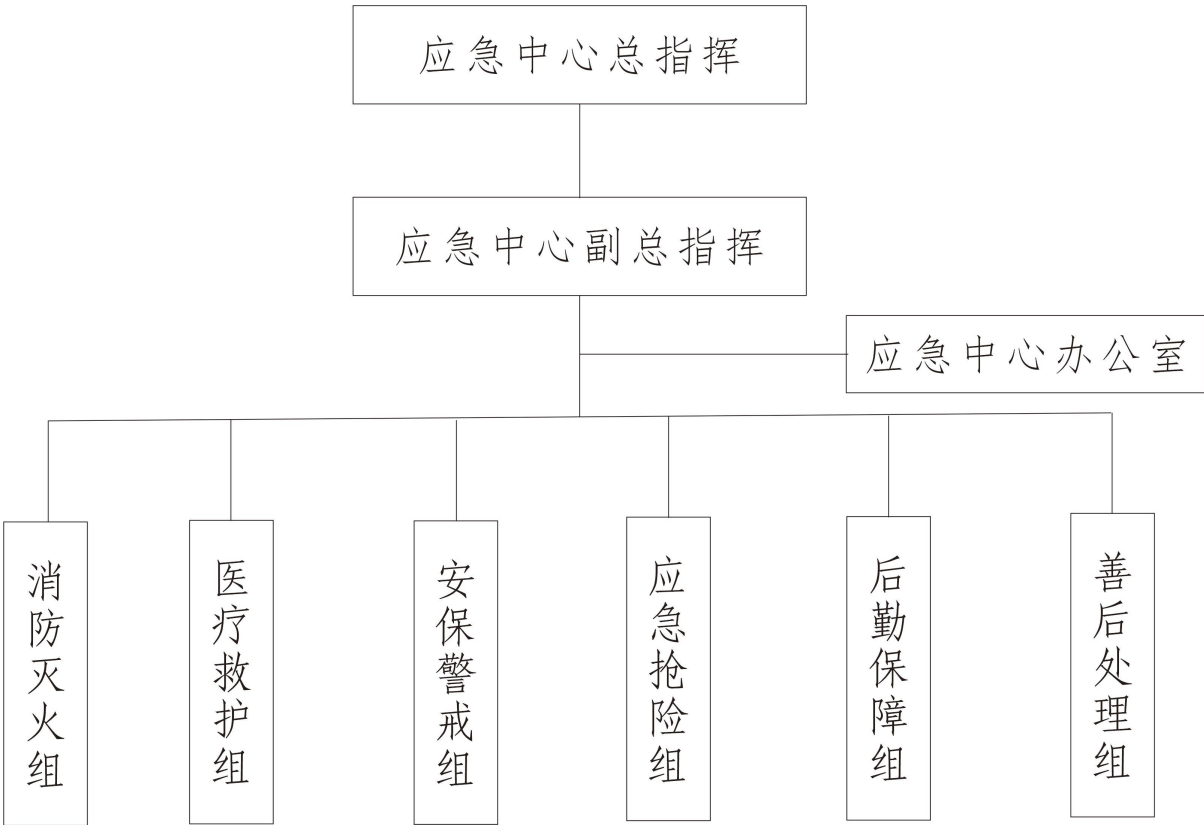 应急中心总指挥
应急中心副总指挥
应急中心办公室
消防灭火组
医疗救护组
安保警戒组
应急抢险组
后勤保障组
善后处理组